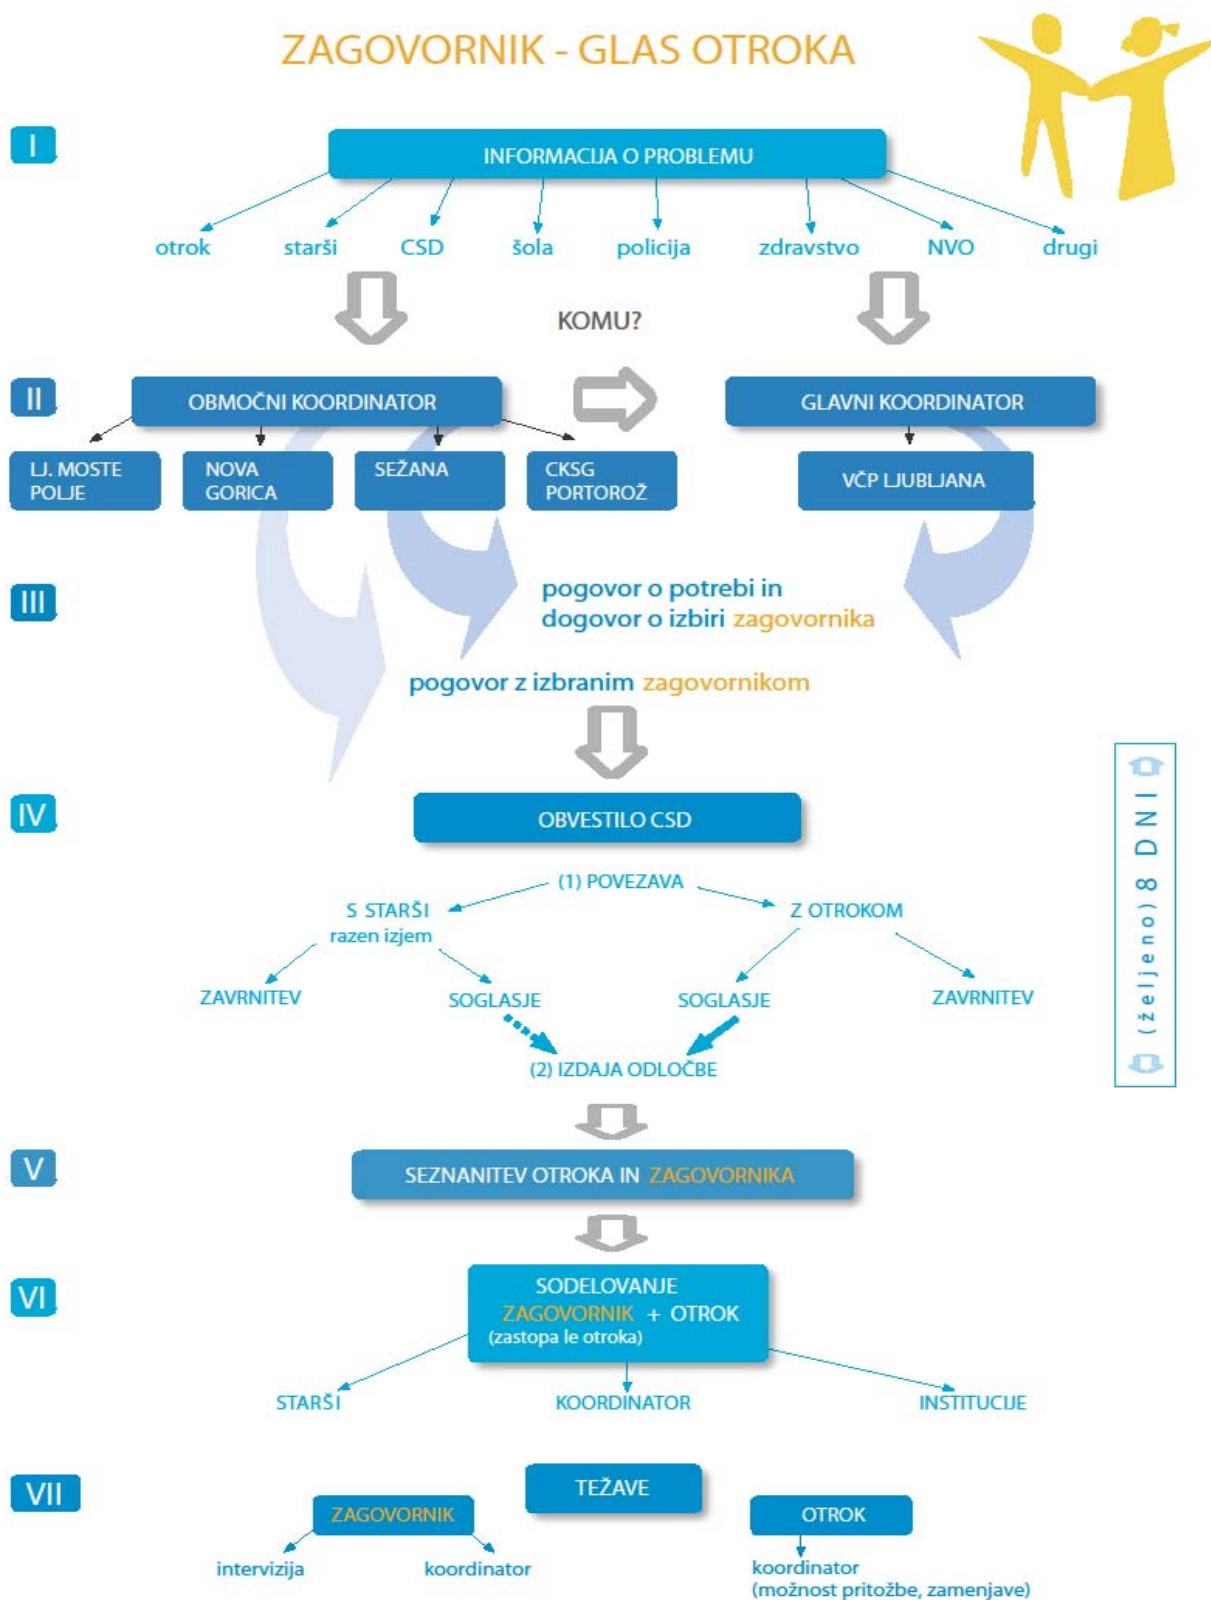 ZAGOVORNIK - GLAS OTROKA
I
INFORMACIJA O PROBLEMU
otrok
starši
CSD
šola
policija
zdravstvo
NVO
drugi
KOMU?
II
OBMOČNI KOORDINATOR
GLAVNI KOORDINATOR
LJ. MOSTE
POLJE
NOVA
GORICA
SEŽANA
CKSG
PORTOROŽ
VČP LJUBLJANA
III
pogovor o potrebi in
dogovor o izbiri zagovornika
pogovor z izbranim zagovornikom
IV
OBVESTILO CSD
(željeno) 8 DNI
(1) POVEZAVA
S STARŠI
razen izjem
Z OTROKOM
ZAVRNITEV
SOGLASJE
SOGLASJE
ZAVRNITEV
(2) IZDAJA ODLOČBE
V
SEZNANITEV OTROKA IN ZAGOVORNIKA
VI
SODELOVANJE
ZAGOVORNIK + OTROK
(zastopa le otroka)
STARŠI
KOORDINATOR
INSTITUCIJE
VII
TEŽAVE
ZAGOVORNIK
OTROK
intervizija
koordinator
koordinator
(možnost pritožbe, zamenjave)